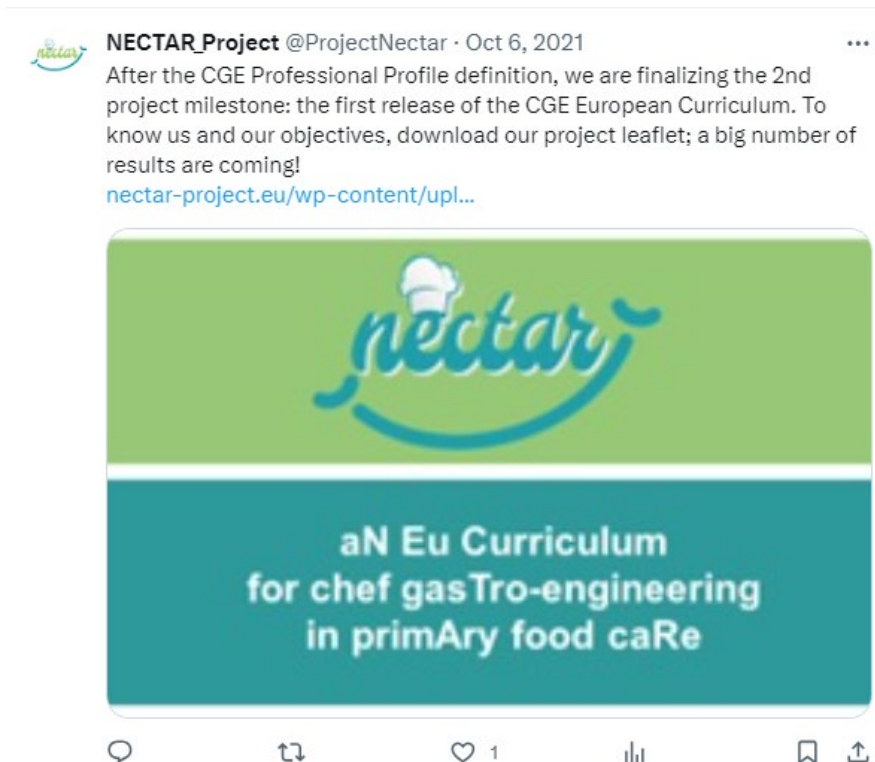 nectar
NECTAR_Project @ProjectNectar · Oct 6, 2021
After the CGE Professional Profile definition, we are finalizing the 2nd
project milestone: the first release of the CGE European Curriculum. To
know us and our objectives, download our project leaflet; a big number of
results are coming!
nectar-project.eu/wp-content/upl...
nectar
aN Eu Curriculum
for chef gasTro-engineering
in primAry food caRe
1